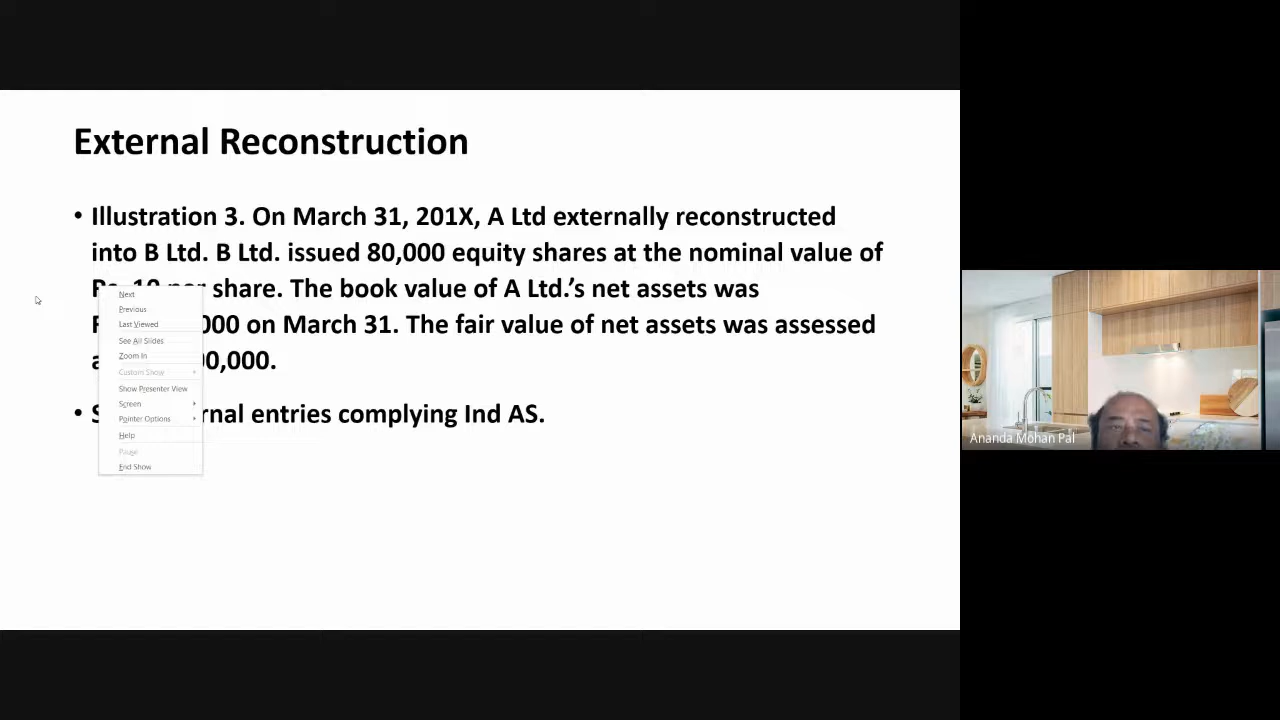 External Reconstruction
• Illustration 3. On March 31, 201X, A Ltd externally reconstructed
into B Ltd. B Ltd. issued 80,000 equity shares at the nominal value of
share. The book value of A Ltd.'s net assets was
000 on March 31. The fair value of net assets was assessed
00,000.
• entries complying Ind AS.
Next
Previous
Last Viewed
See All Slides
Zoom In
Custom Show
Show Presenter View
Screen
Pointer Options
Help
Pause
End Show
Ananda Mohan Pal